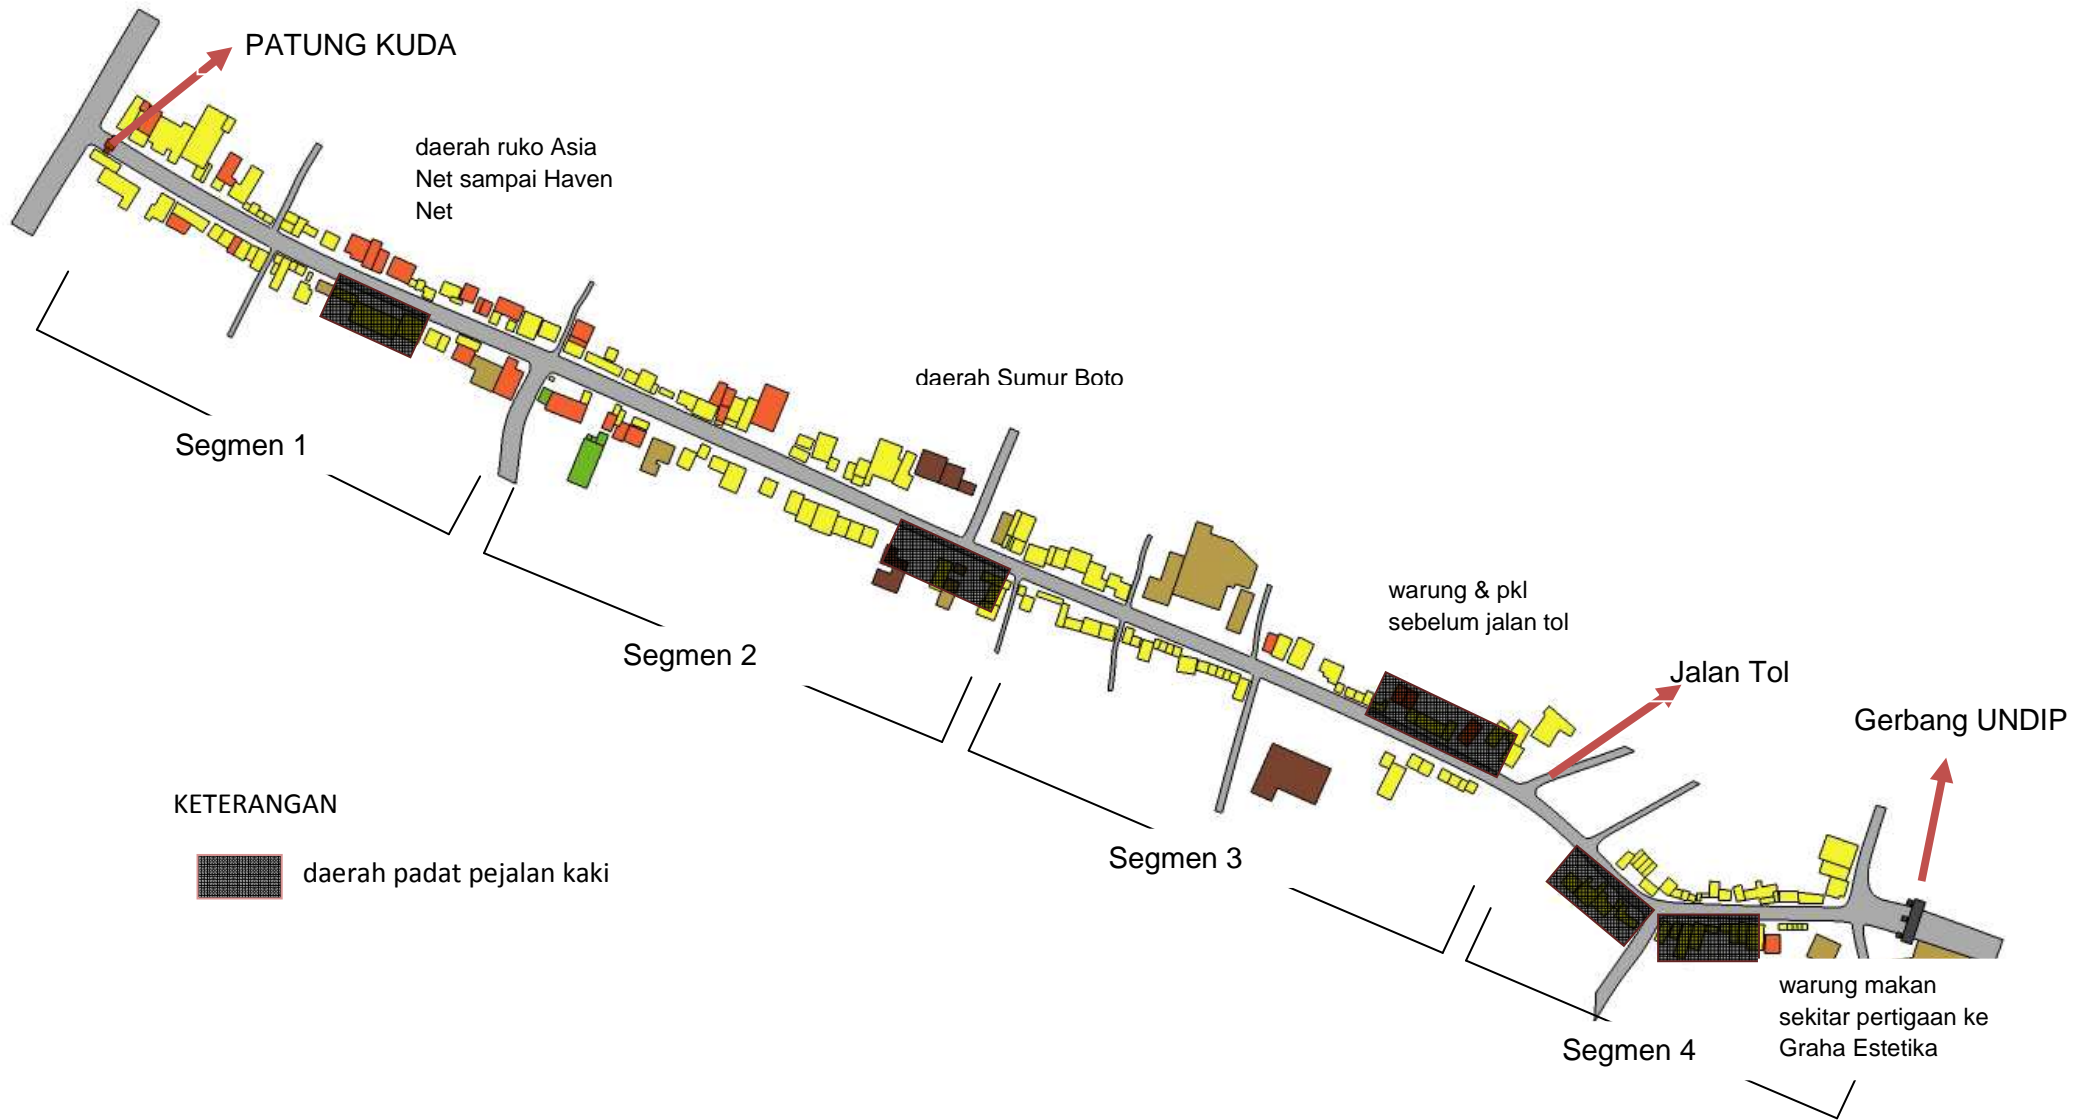 PATUNG KUDA
daerah ruko Asia
Net sampai Haven
Net
Segmen 1
daerah Sumur Boto
Segmen 2
warung & pkl
sebelum jalan tol
Jalan Tol
Gerbang UNDIP
KETERANGAN
daerah padat pejalan kaki
Segmen 3
warung makan
sekitar pertigaan ke
Graha Estetika
Segmen 4